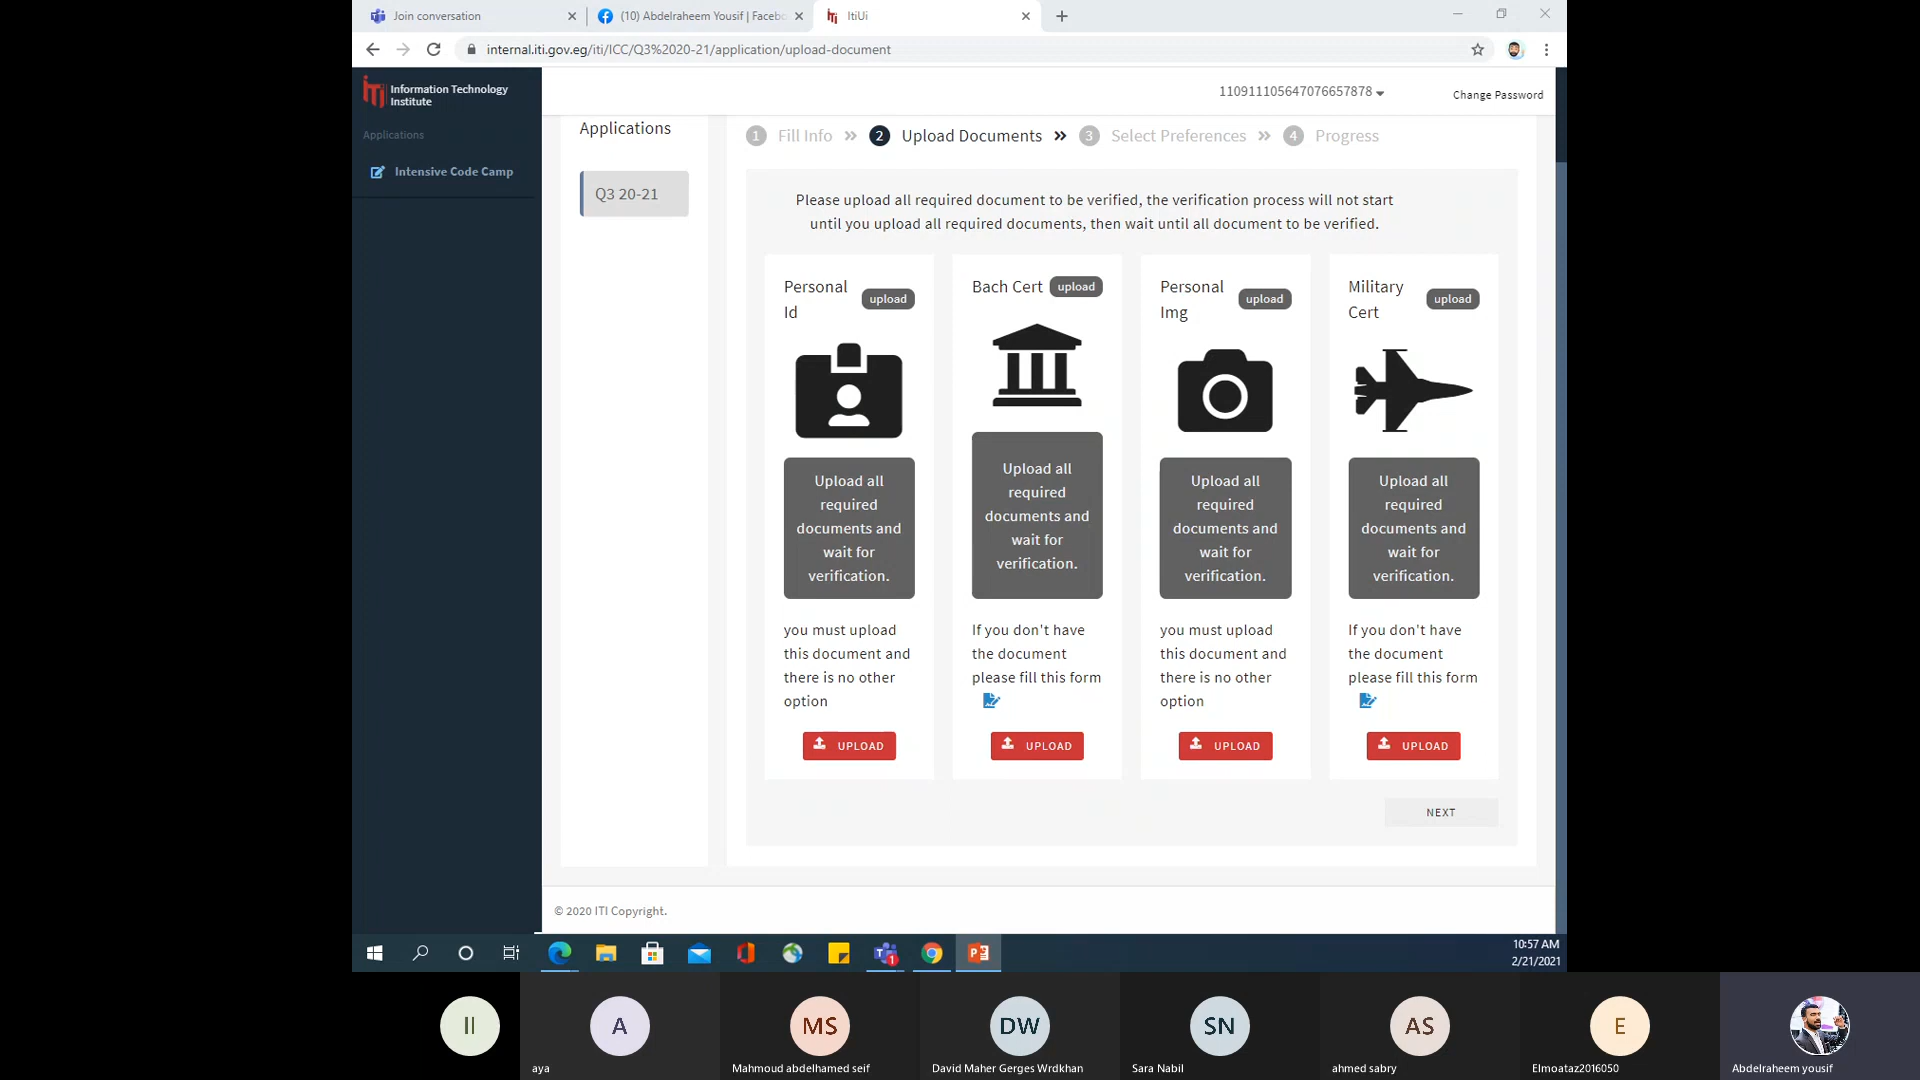 Join conversation
(10) Abdelraheem Yousif | Facebo
ItiUi
internal.iti.gov.eg/iti/ICC/Q3%2020-21/application/upload-document
iTi
Information Technology
Institute
Applications
Intensive Code Camp
110911105647076657878
Change Password
Applications
Q3 20-21
1 Fill Info » 2 Upload Documents » 3 Select Preferences » 4 Progress
Please upload all required document to be verified, the verification process will not start
until you upload all required documents, then wait until all document to be verified.
Personal
Id
upload
Upload all
required
documents and
wait for
verification.
you must upload
this document and
there is no other
option
UPLOAD
Bach Cert
upload
Upload all
required
documents and
wait for
verification.
If you don't have
the document
please fill this form
UPLOAD
Personal
Img
upload
Upload all
required
documents and
wait for
verification.
you must upload
this document and
there is no other
option
UPLOAD
Military
Cert
upload
Upload all
required
documents and
wait for
verification.
If you don't have
the document
please fill this form
UPLOAD
NEXT
© 2020 ITI Copyright.
10:57 AM
2/21/2021
II
A
MS
DW
SN
AS
E
aya
Mahmoud abdelhamed seif
David Maher Gerges Wrdkhan
Sara Nabil
ahmed sabry
Elmoataz2016050
Abdelraheem yousif